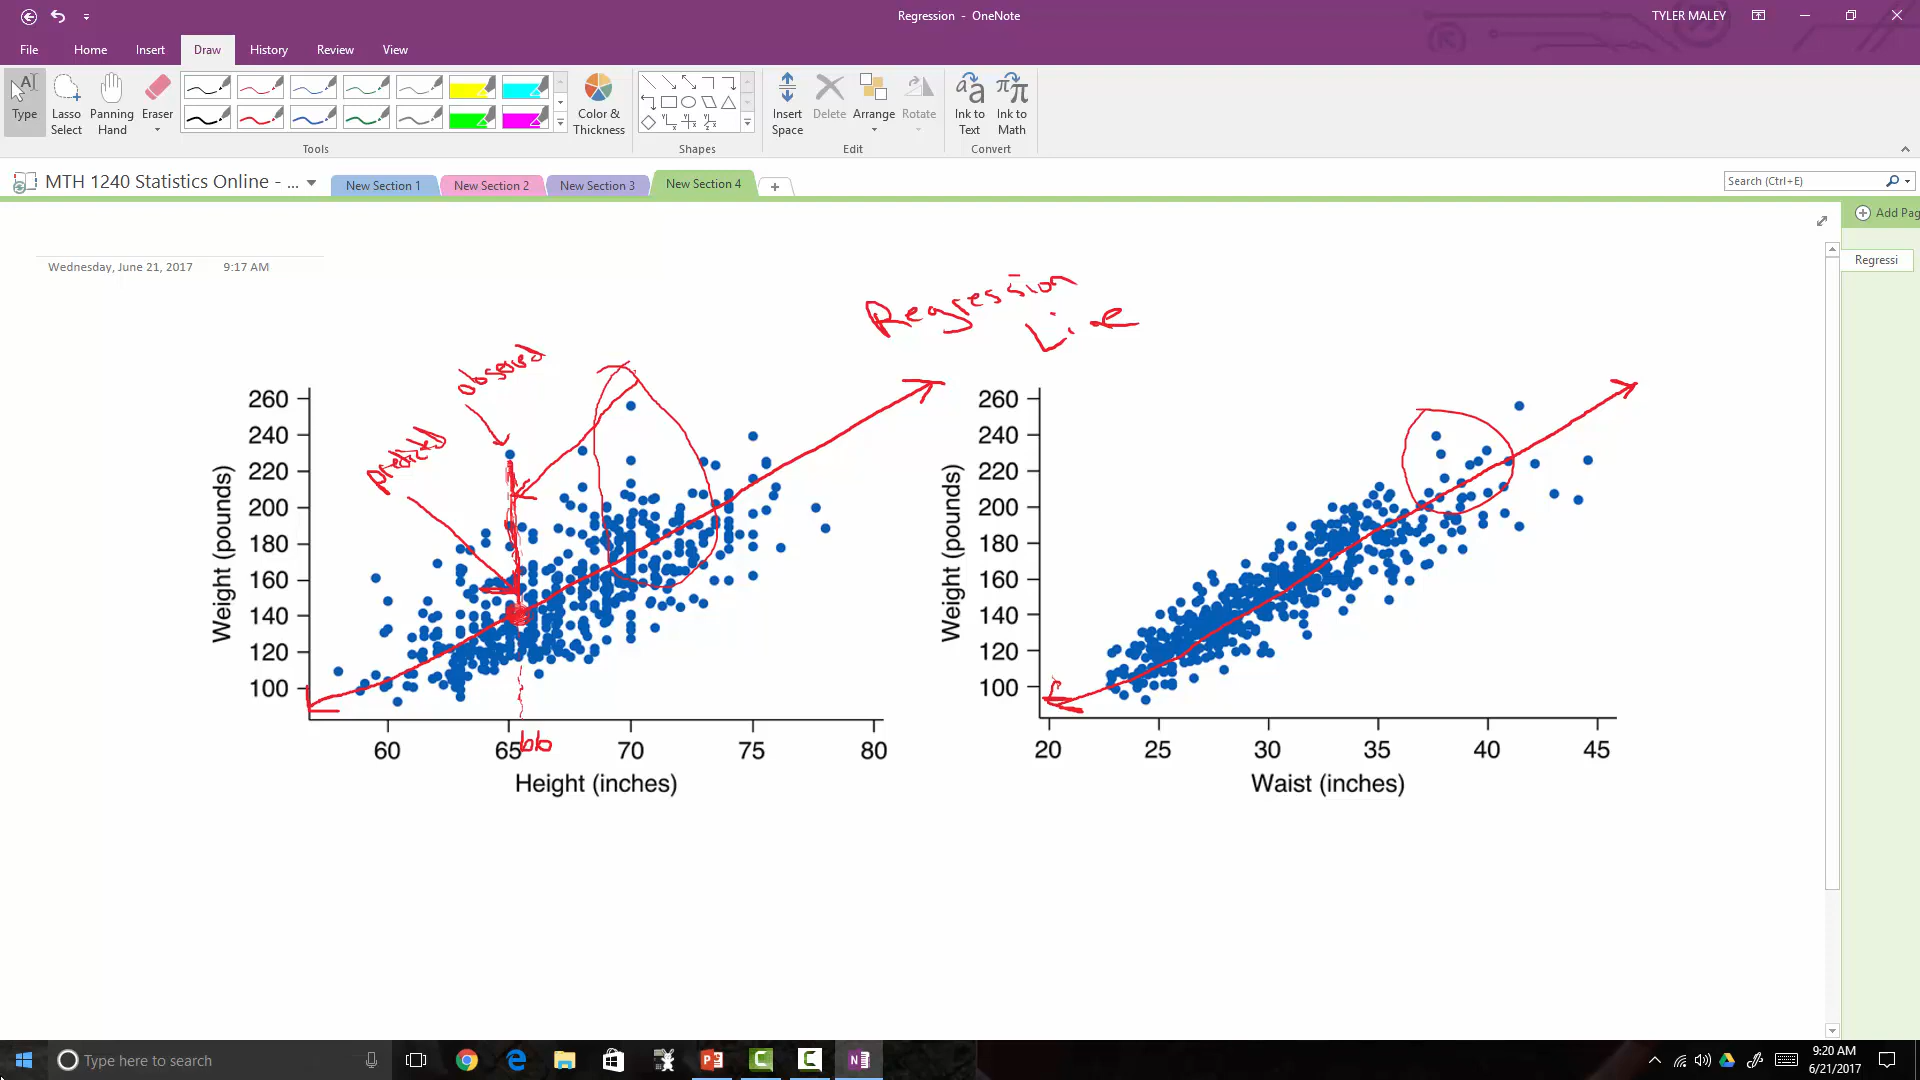 Regression - OneNote
TYLER MALEY
File Home Insert Draw History Review View
Type
Lasso Select
Panning Hand
Eraser
Color & Thickness
Insert Space
Delete
Arrange
Rotate
Ink to Text
Ink to Math
Tools Shapes Edit Convert
MTH 1240 Statistics Online - ...
New Section 1 New Section 2 New Section 3 New Section 4
Search (Ctrl+E)
Add Pag
Regressi
Wednesday, June 21, 2017 9:17 AM
Regression
Line
observed
predicted
260
240
220
200
180
160
140
120
100
Weight (pounds)
60 65 66 70 75 80
Height (inches)
260
240
220
200
180
160
140
120
100
Weight (pounds)
20 25 30 35 40 45
Waist (inches)
Type here to search
9:20 AM
6/21/2017